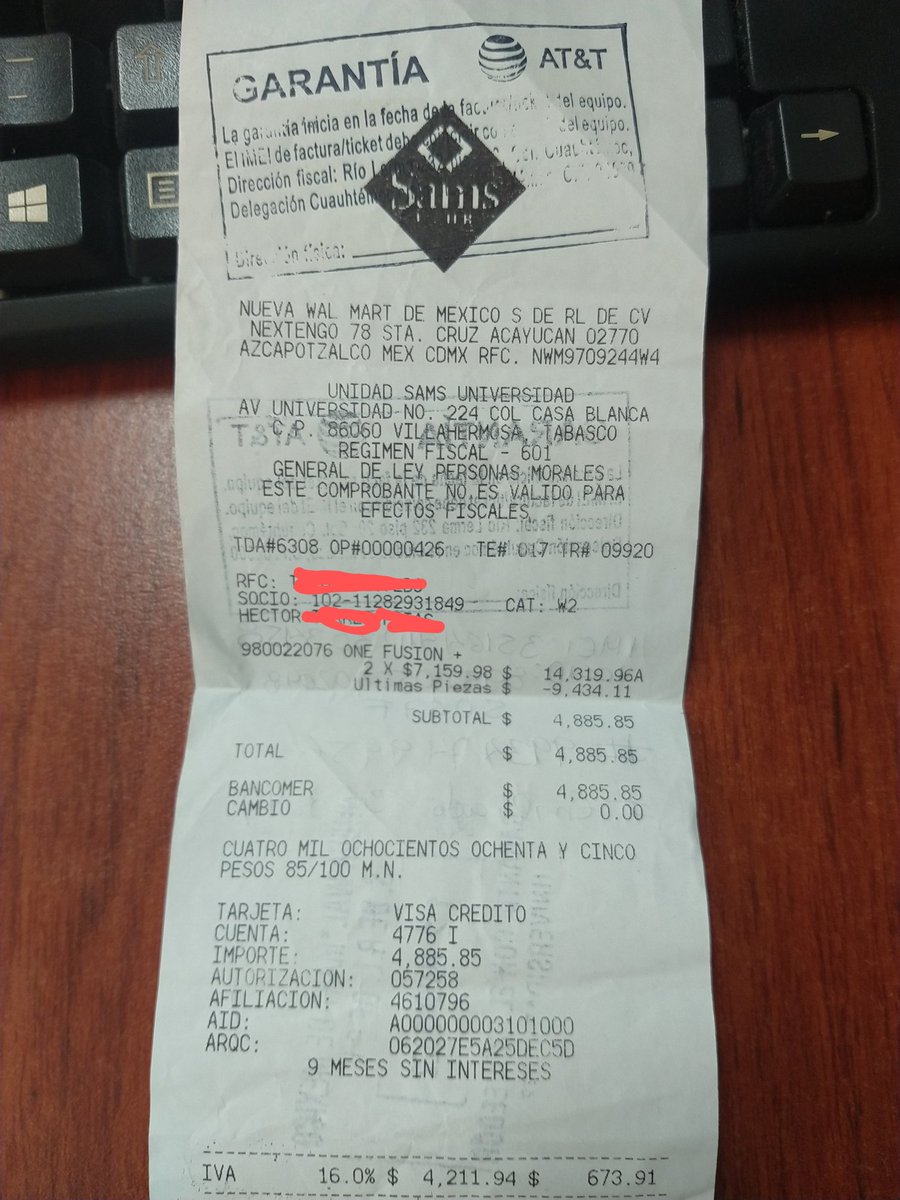 GARANTÍA AT&T
La garantía inicia en la fecha de la del equipo.
El IMEI de factura/ticket del equipo.
Dirección fiscal: Río
Delegación Cuauhtém
Sams
CLUB
Dirección física:
NUEVA WAL MART DE MEXICO S DE RL DE CV
NEXTENGO 78 STA. CRUZ ACAYUCAN 02770
AZCAPOTZALCO MEX CDMX RFC. NWM9709244W4
UNIDAD SAMS UNIVERSIDAD
AV UNIVERSIDAD NO. 224 COL CASA BLANCA
C.P. 86060 VILLAHERMOSA, TABASCO
REGIMEN FISCAL - 601
GENERAL DE LEY PERSONAS MORALES
ESTE COMPROBANTE NO ES VALIDO PARA
EFECTOS FISCALES
TDA#6308 OP#00000426 TE# 017 TR# 09920
RFC:
SOCIO: 102-11282931849 CAT: W2
HECTOR
980022076 ONE FUSION +
2 X $7,159.98 $ 14,319.96A
Ultimas Piezas $ -9,434.11
SUBTOTAL $ 4,885.85
TOTAL $ 4,885.85
BANCOMER $ 4,885.85
CAMBIO $ 0.00
CUATRO MIL OCHOCIENTOS OCHENTA Y CINCO
PESOS 85/100 M.N.
TARJETA: VISA CREDITO
CUENTA: 4776 I
IMPORTE: 4,885.85
AUTORIZACION: 057258
AFILIACION: 4610796
AID: A0000000031010000
ARQC: 062027E5A25DEC5D
9 MESES SIN INTERESES
IVA 16.0% $ 4,211.94 $ 673.91